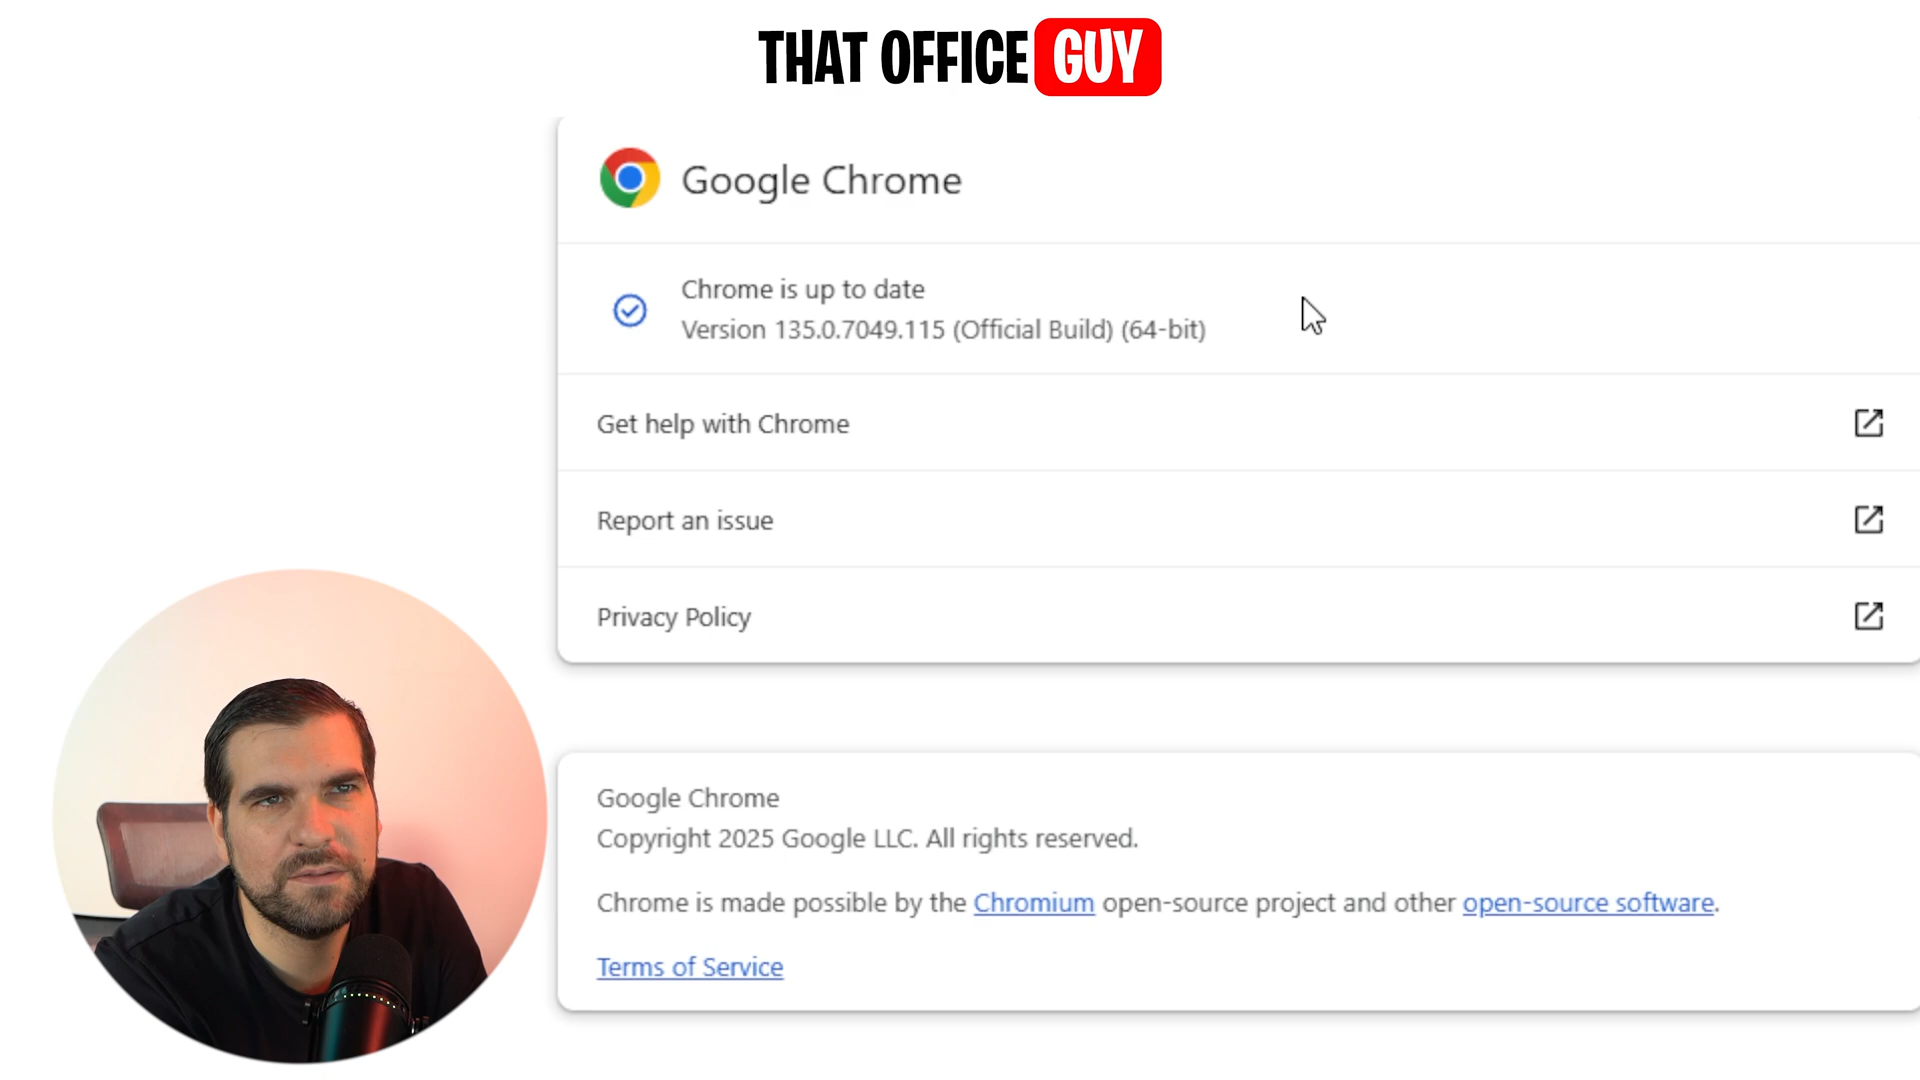 THAT OFFICE GUY
Google Chrome
Chrome is up to date
Version 135.0.7049.115 (Official Build) (64-bit)
Get help with Chrome
Report an issue
Privacy Policy
Google Chrome
Copyright 2025 Google LLC. All rights reserved.
Chrome is made possible by the Chromium open-source project and other open-source software.
Terms of Service